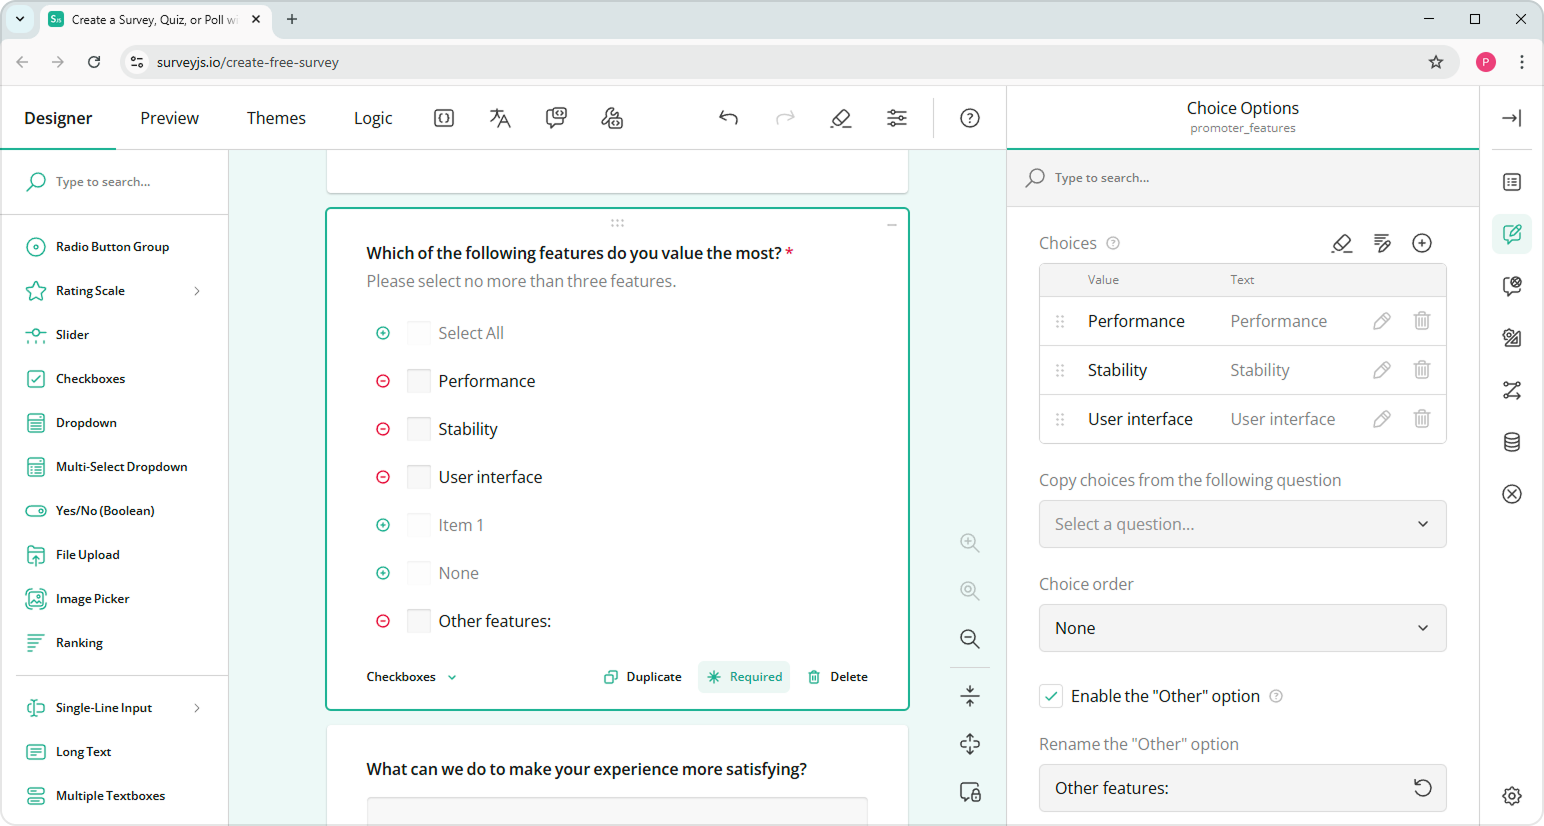 Create a Survey, Quiz, or Poll wi
surveyjs.io/create-free-survey
P
Designer
Preview
Themes
Logic
Choice Options
promoter_features
Type to search...
Radio Button Group
Rating Scale
Slider
Checkboxes
Dropdown
Multi-Select Dropdown
Yes/No (Boolean)
File Upload
Image Picker
Ranking
Single-Line Input
Long Text
Multiple Textboxes
Which of the following features do you value the most? *
Please select no more than three features.
Select All
Performance
Stability
User interface
Item 1
None
Other features:
Checkboxes
Duplicate
Required
Delete
What can we do to make your experience more satisfying?
Type to search...
Choices
Value Text
Performance Performance
Stability Stability
User interface User interface
Copy choices from the following question
Select a question...
Choice order
None
Enable the "Other" option
Rename the "Other" option
Other features: